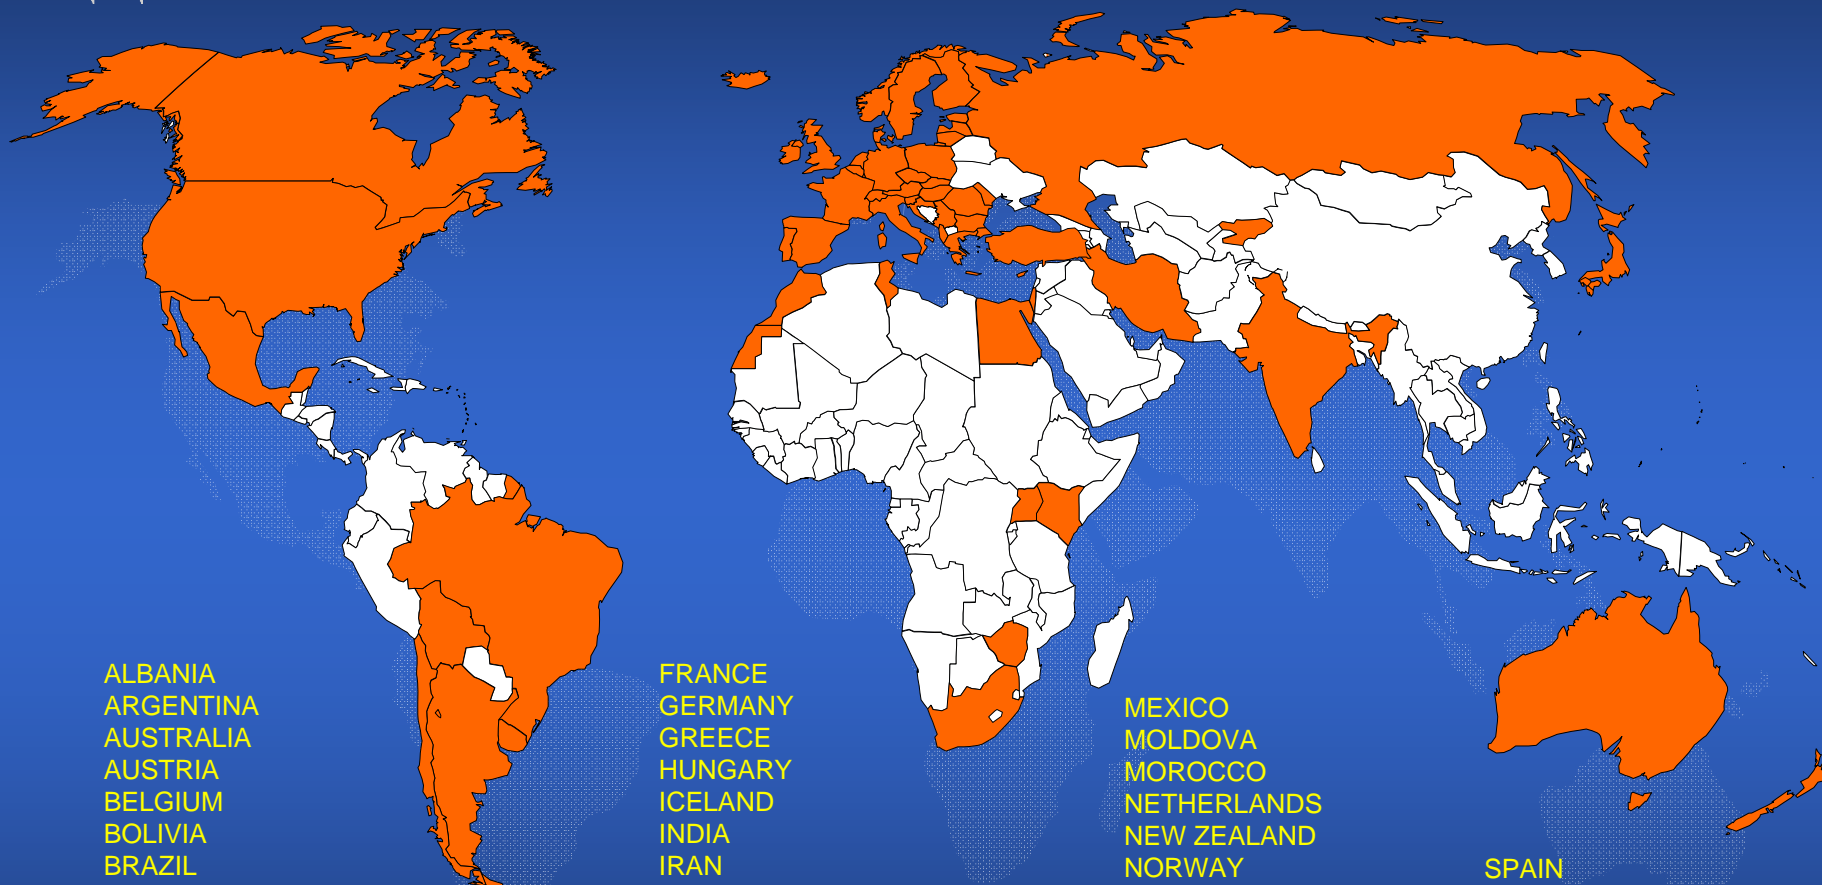 ALBANIA
ARGENTINA
AUSTRALIA
AUSTRIA
BELGIUM
BOLIVIA
BRAZIL
FRANCE
GERMANY
GREECE
HUNGARY
ICELAND
INDIA
IRAN
MEXICO
MOLDOVA
MOROCCO
NETHERLANDS
NEW ZEALAND
NORWAY
SPAIN